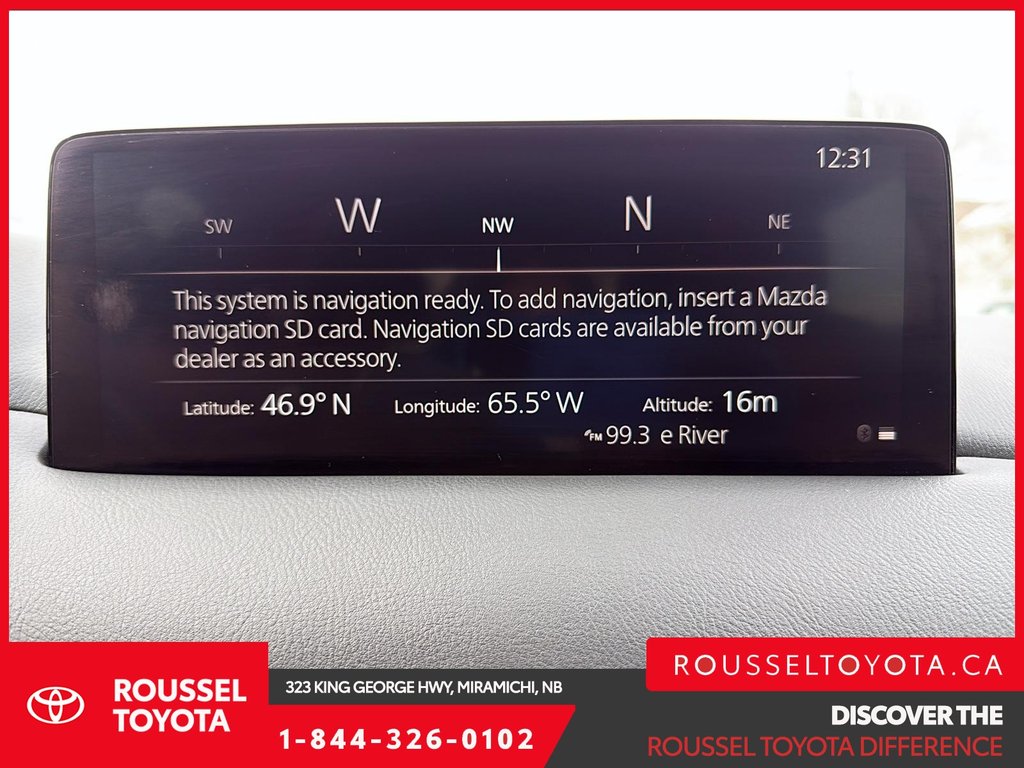 12:31
SW W NW N NE
This system is navigation ready. To add navigation, insert a Mazda
navigation SD card. Navigation SD cards are available from your
dealer as an accessory.
Latitude: 46.9° N Longitude: 65.5° W Altitude: 16m
FM 99.3 e River
ROUSSEL
TOYOTA
323 KING GEORGE HWY, MIRAMICHI, NB
1-844-326-0102
ROUSSELTOYOTA.CA
DISCOVER THE
ROUSSEL TOYOTA DIFFERENCE